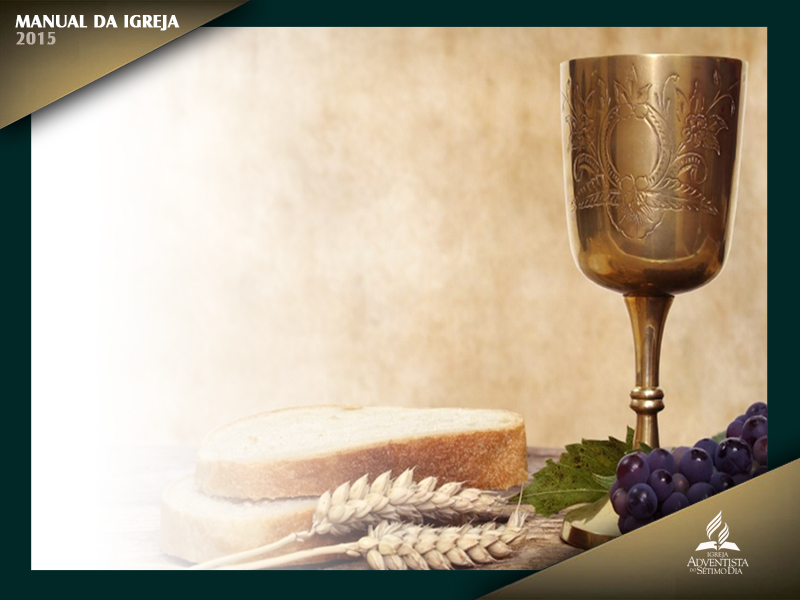 MANUAL DA IGREJA
2015
IGREJA
ADVENTISTA
DO SÉTIMO DIA